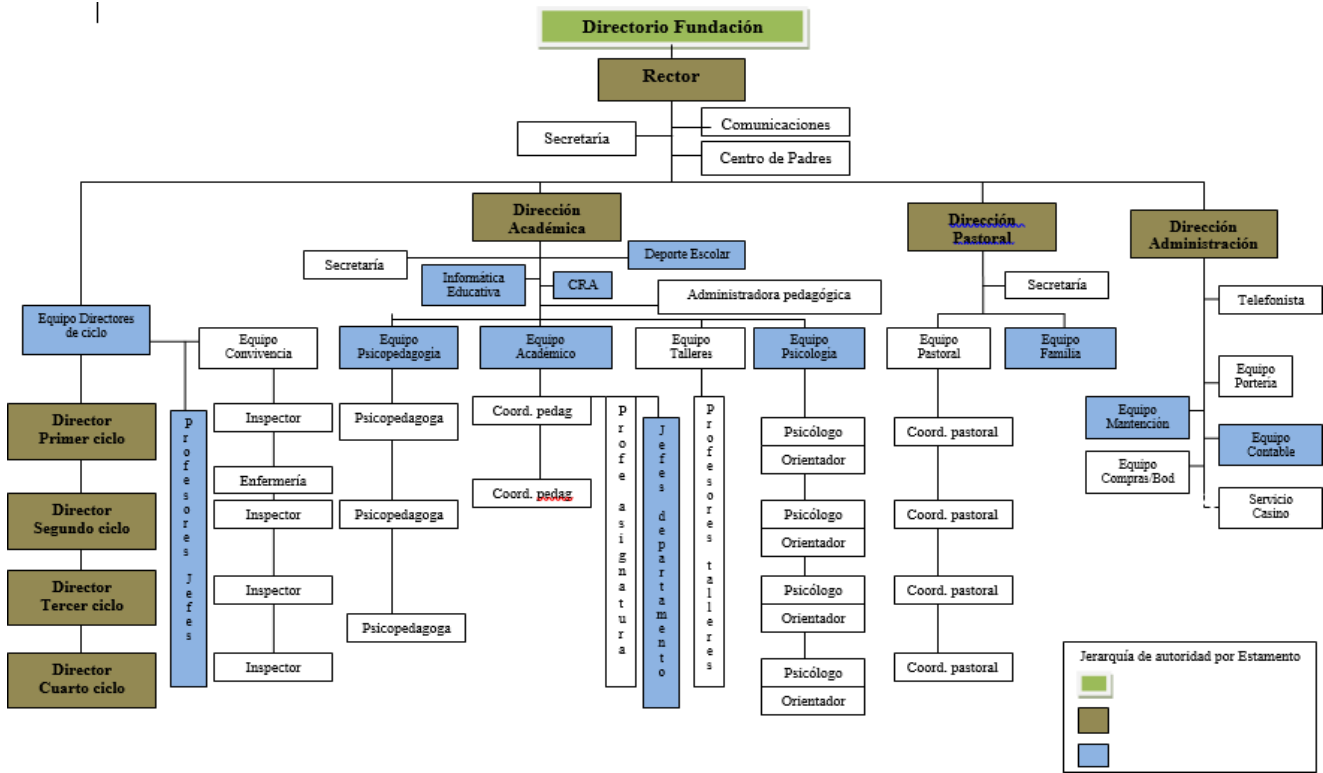 Directorio Fundación
Rector
Comunicaciones
Secretaría
Centro de Padres
Dirección
Académica
Dirección
Pastoral
Dirección
Administración
Secretaría
Deporte Escolar
Informática
Educativa
CRA
Administradora pedagógica
Secretaría
Telefonista
Equipo Directores
de ciclo
Equipo
Convivencia
Equipo
Psicopedagogía
Equipo
Académico
Equipo
Talleres
Equipo
Psicología
Equipo
Pastoral
Equipo
Familia
Equipo
Portería
Equipo
Mantención
Equipo
Contable
Equipo
Compras/Bod
Servicio
Casino
Director
Primer ciclo
Director
Segundo ciclo
Director
Tercer ciclo
Director
Cuarto ciclo
Profesores Jefes
Inspector
Enfermería
Inspector
Inspector
Inspector
Psicopedagoga
Psicopedagoga
Psicopedagoga
Coord. pedag
Coord. pedag
Profe asignatura
Jefes departamento
Profesores talleres
Psicólogo
Orientador
Psicólogo
Orientador
Psicólogo
Orientador
Psicólogo
Orientador
Coord. pastoral
Coord. pastoral
Coord. pastoral
Coord. pastoral
Jerarquía de autoridad por Estamento